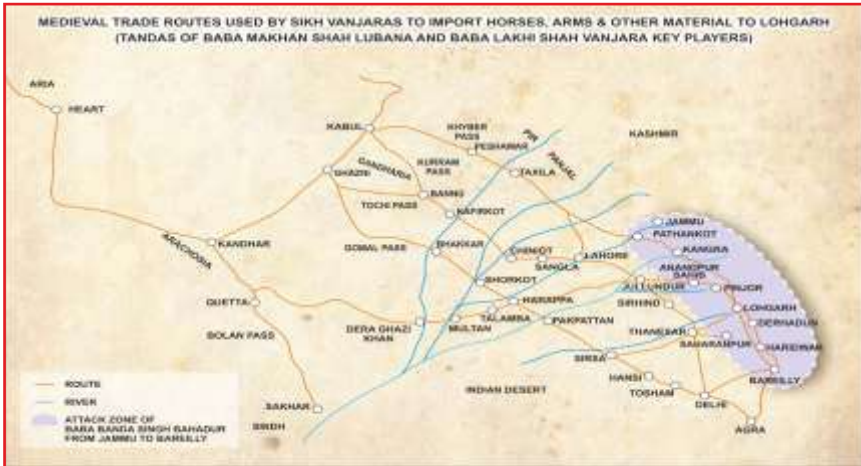 MEDIEVAL TRADE ROUTES USED BY SIKH VANJARAS TO IMPORT HORSES, ARMS & OTHER MATERIAL TO LOHGARH
(TANDAS OF BABA MAKHAN SHAH LUBANA AND BABA LAKHI SHAH VANJARA KEY PLAYERS)
ARIA
HEART
KABUL
KHYBER
PASS
PESHAWAR
PIR
PANJAL
KASHMIR
GHAZNI
GANDHARIA
KURRAM
PASS
TAXILA
BANNU
TOCHI PASS
KAFIRKOT
JAMMU
PATHANKOT
ARACHOSIA
KANDHAR
GOMAL PASS
BHAKKAR
CHINIOT
SANGLA
LAHORE
KANGRA
ANANDPUR
SAHIB
SHORKOT
JULLUNDUR
PINJOR
QUETTA
HARAPPA
SIRHIND
LOHGARH
TALAMBA
DERA GHAZI
KHAN
MULTAN
PAKPATTAN
THANESAR
DERHADUN
BOLAN PASS
SAHARANPUR
HARIDWAR
SIRSA
BAREILLY
HANSI
INDIAN DESERT
TOSHAM
DELHI
SAKHAR
SINDH
AGRA
ROUTE
RIVER
ATTACK ZONE OF
BABA BANDA SINGH BAHADUR
FROM JAMMU TO BAREILLY